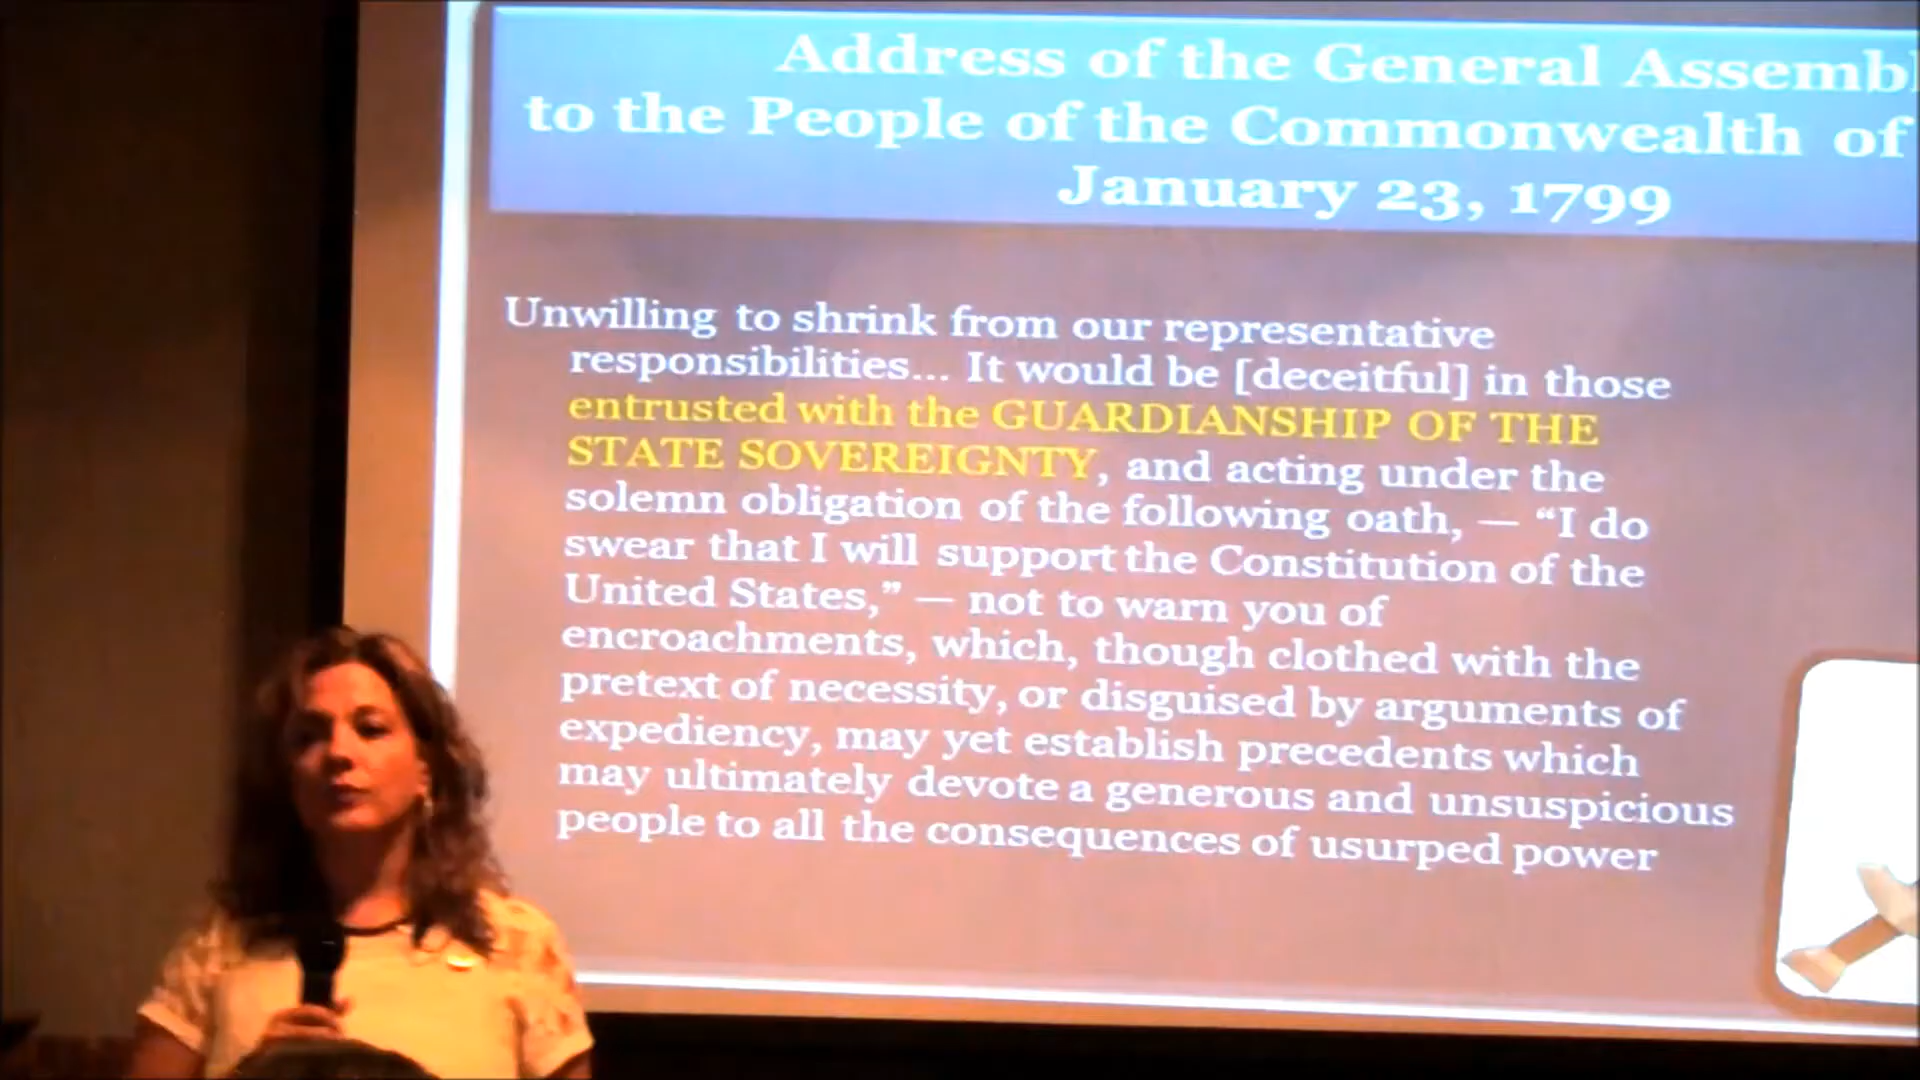 Address of the General Assembl
to the People of the Commonwealth of
January 23, 1799
Unwilling to shrink from our representative
responsibilities... It would be [deceitful] in those
entrusted with the GUARDIANSHIP OF THE
STATE SOVEREIGNTY, and acting under the
solemn obligation of the following oath, — “I do
swear that I will support the Constitution of the
United States,” — not to warn you of
encroachments, which, though clothed with the
pretext of necessity, or disguised by arguments of
expediency, may yet establish precedents which
may ultimately devote a generous and unsuspicious
people to all the consequences of usurped power